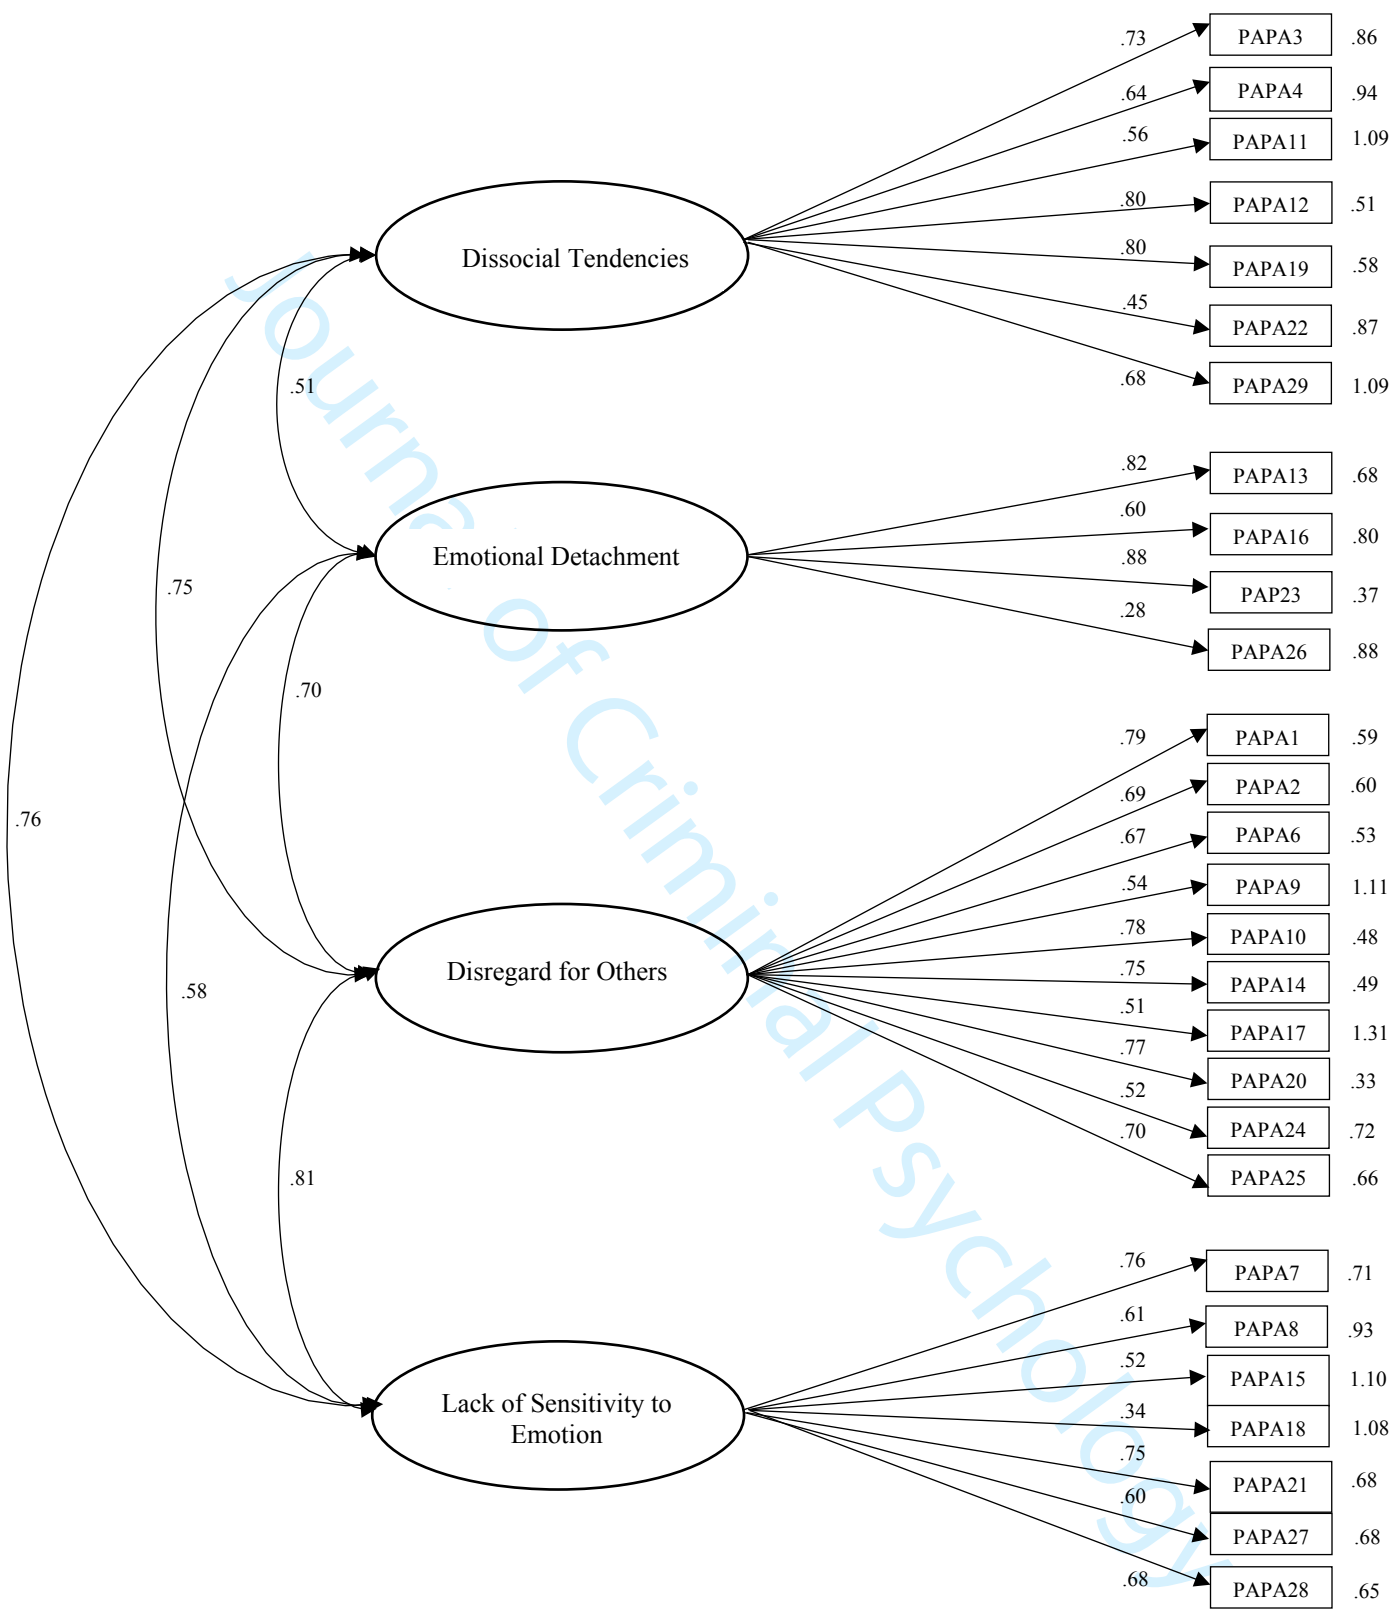 .73 PAPA3 .86
.64 PAPA4 .94
.56 PAPA11 1.09
.80 PAPA12 .51
.80 PAPA19 .58
.45 PAPA22 .87
.68 PAPA29 1.09
Dissocial Tendencies
.51
.82 PAPA13 .68
.60 PAPA16 .80
.88 PAP23 .37
.28 PAPA26 .88
Emotional Detachment
.75
.70
.76
.79 PAPA1 .59
.69 PAPA2 .60
.67 PAPA6 .53
.54 PAPA9 1.11
.78 PAPA10 .48
.75 PAPA14 .49
.51 PAPA17 1.31
.77 PAPA20 .33
.52 PAPA24 .72
.70 PAPA25 .66
Disregard for Others
.58
.81
.76 PAPA7 .71
.61 PAPA8 .93
.52 PAPA15 1.10
.34 PAPA18 1.08
.75 PAPA21 .68
.60 PAPA27 .68
.68 PAPA28 .65
Lack of Sensitivity to
Emotion
Journal of Criminal Psychology